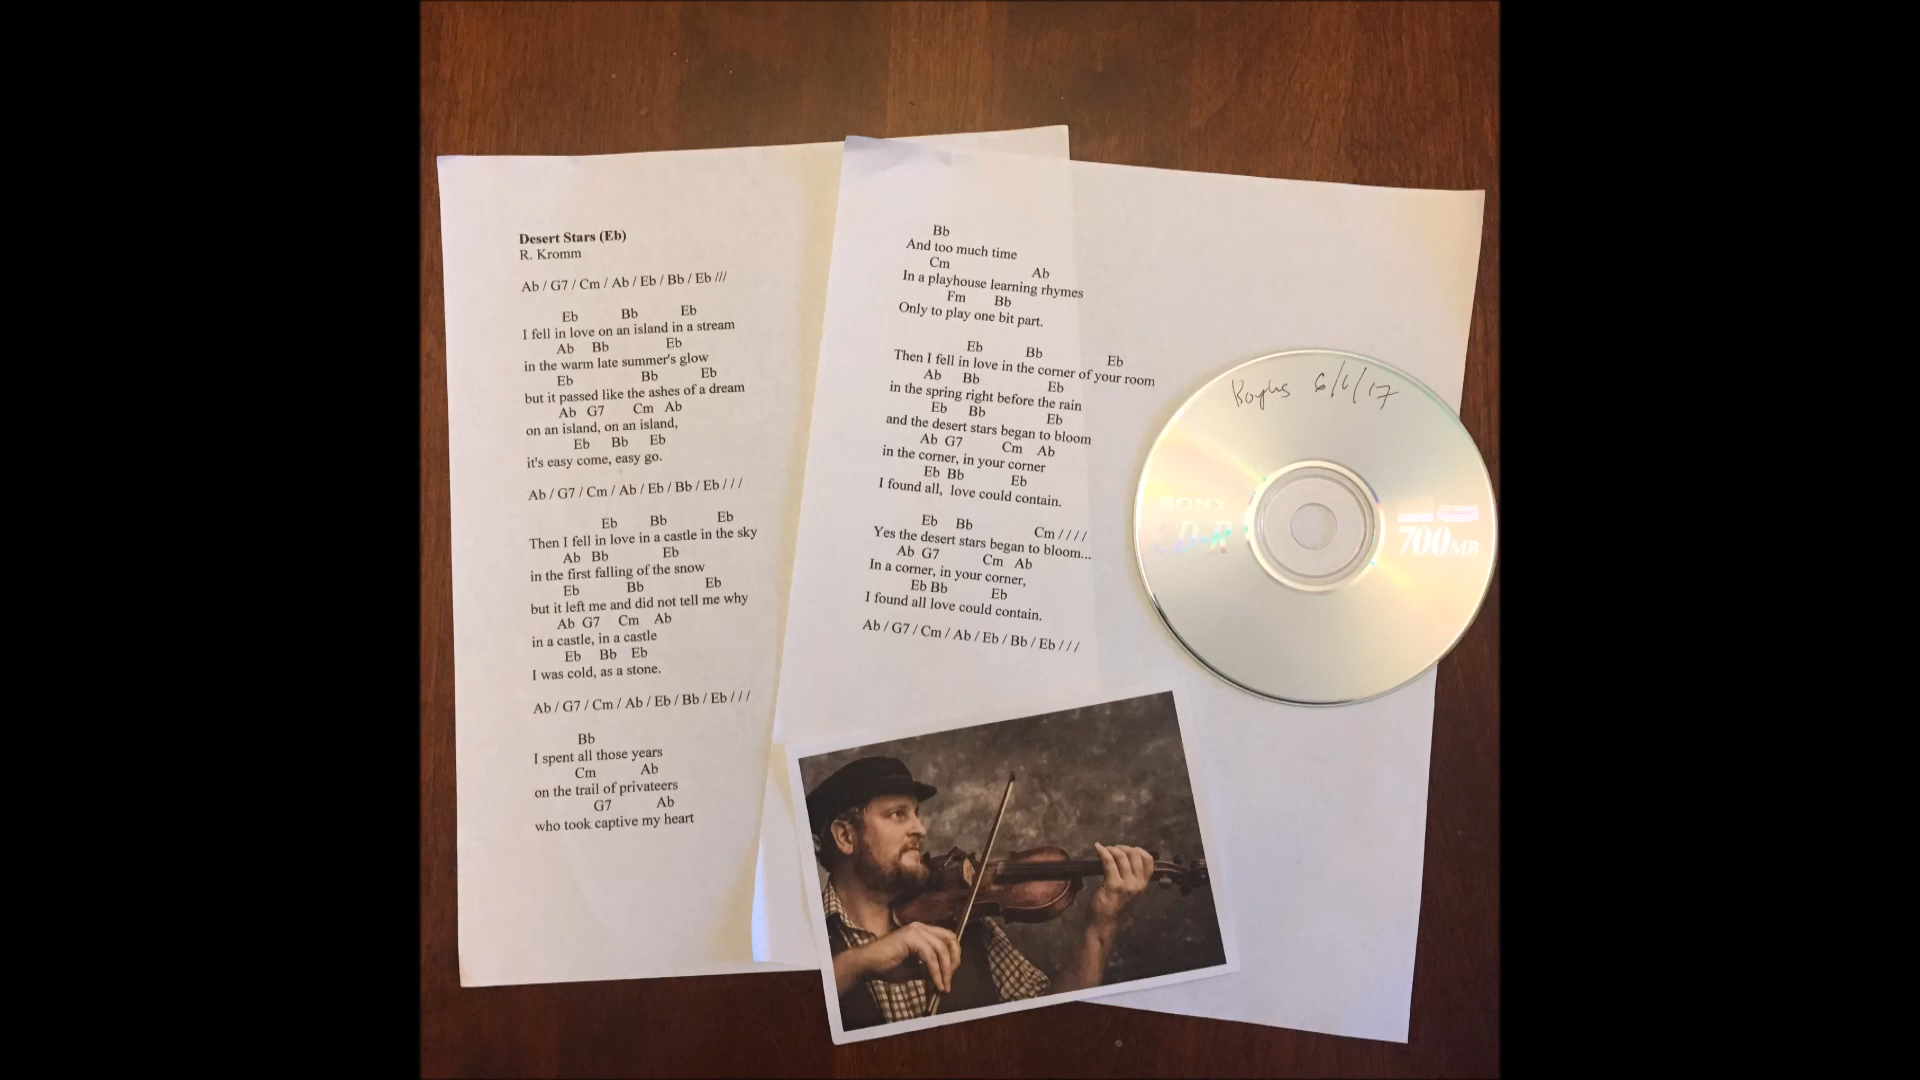 Desert Stars (Eb)
R. Kromm
Ab / G7 / Cm / Ab / Eb / Bb / Eb ///
Eb Bb Eb
I fell in love on an island in a stream
Ab Bb Eb
in the warm late summer's glow
Eb Bb Eb
but it passed like the ashes of a dream
Ab G7 Cm Ab
on an island, on an island,
Eb Bb Eb
it's easy come, easy go.
Ab / G7 / Cm / Ab / Eb / Bb / Eb / / /
Eb Bb Eb
Then I fell in love in a castle in the sky
Ab Bb Eb
in the first falling of the snow
Eb Bb Eb
but it left me and did not tell me why
Ab G7 Cm Ab
in a castle, in a castle
Eb Bb Eb
I was cold, as a stone.
Ab / G7 / Cm / Ab / Eb / Bb / Eb / / /
Bb
I spent all those years
Cm Ab
on the trail of privateers
G7 Ab
who took captive my heart
Bb
And too much time
Cm Ab
In a playhouse learning rhymes
Fm Bb
Only to play one bit part.
Eb Bb Eb
Then I fell in love in the corner of your room
Ab Bb Eb
in the spring right before the rain
Eb Bb Eb
and the desert stars began to bloom
Ab G7 Cm Ab
in the corner, in your corner
Eb Bb Eb
I found all, love could contain.
Eb Bb Cm / / / /
Yes the desert stars began to bloom...
Ab G7 Cm Ab
In a corner, in your corner,
Eb Bb Eb
I found all love could contain.
Ab / G7 / Cm / Ab / Eb / Bb / Eb / / /
6/1/17
SONY
CD-R
700MB